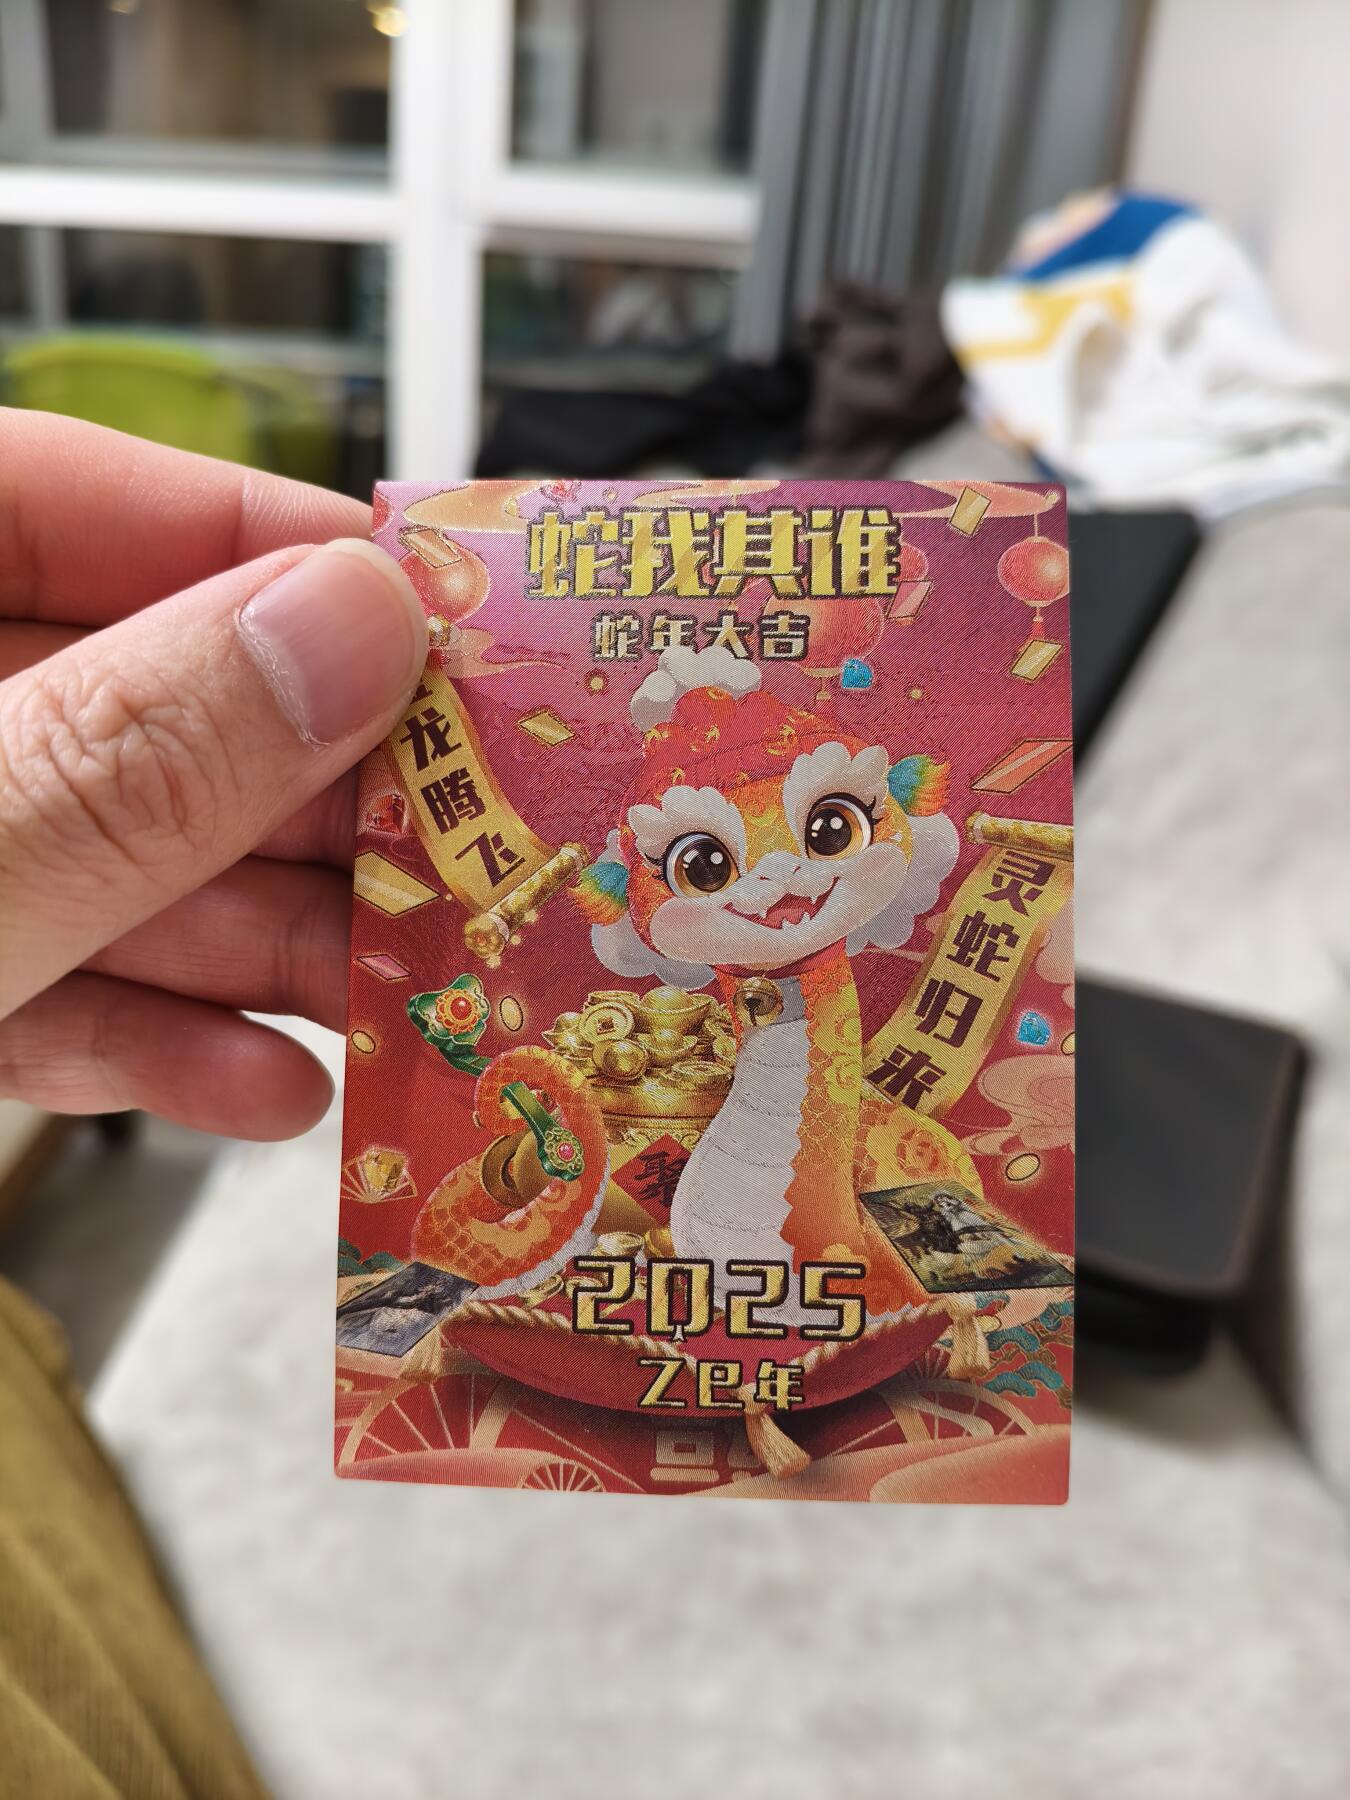 蛇我其谁
蛇年大吉
龙腾飞
灵蛇归来
聚
2025
乙巳年